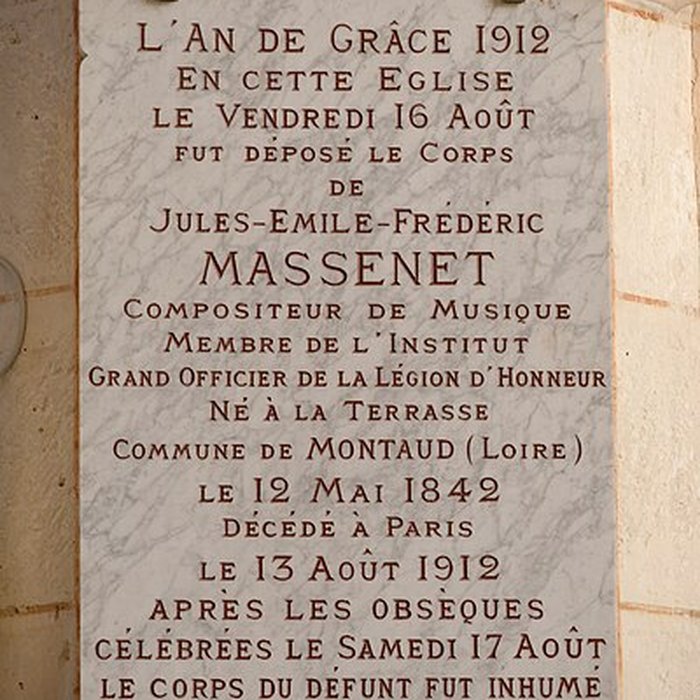 L'An de Grâce 1912
En cette Eglise
le Vendredi 16 Août
fut déposé le Corps
de
Jules-Emile-Frédéric
MASSENET
Compositeur de Musique
Membre de l'Institut
Grand Officier de la Légion d'Honneur
Né à la Terrasse
Commune de MONTAUD (Loire)
le 12 Mai 1842
Décédé à Paris
le 13 Août 1912
après les obsèques
célébrées le Samedi 17 Août
le corps du défunt fut inhumé